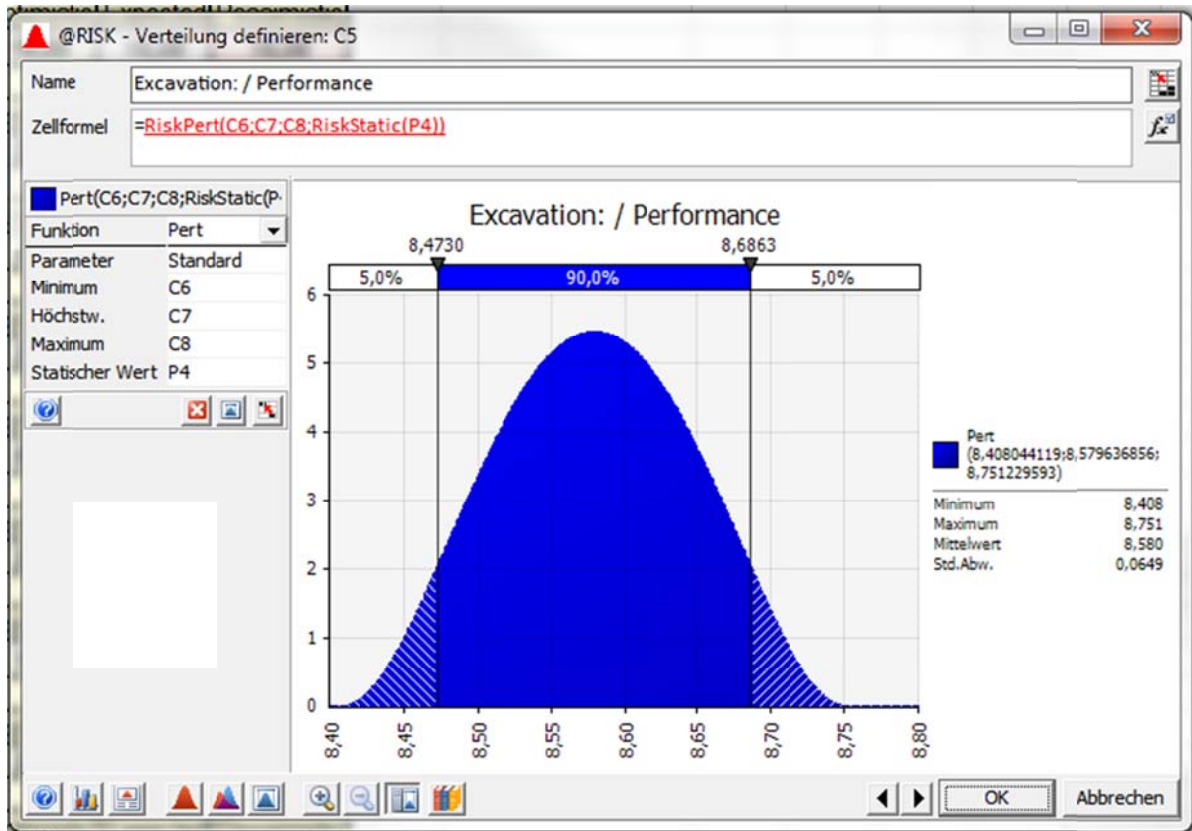 @RISK - Verteilung definieren: C5
Name Excavation: / Performance
Zellformel =RiskPert(C6;C7;C8;RiskStatic(P4))
Pert(C6;C7;C8;RiskStatic(P-
Funktion Pert
Parameter Standard
Minimum C6
Höchstw. C7
Maximum C8
Statischer Wert P4
Excavation: / Performance
8,4730 8,6863
5,0% 90,0% 5,0%
6
5
4
3
2
1
0
8,40 8,45 8,50 8,55 8,60 8,65 8,70 8,75 8,80
Pert
(8,408044119;8,579636856;
8,751229593)
Minimum 8,408
Maximum 8,751
Mittelwert 8,580
Std.Abw. 0,0649
OK Abbrechen